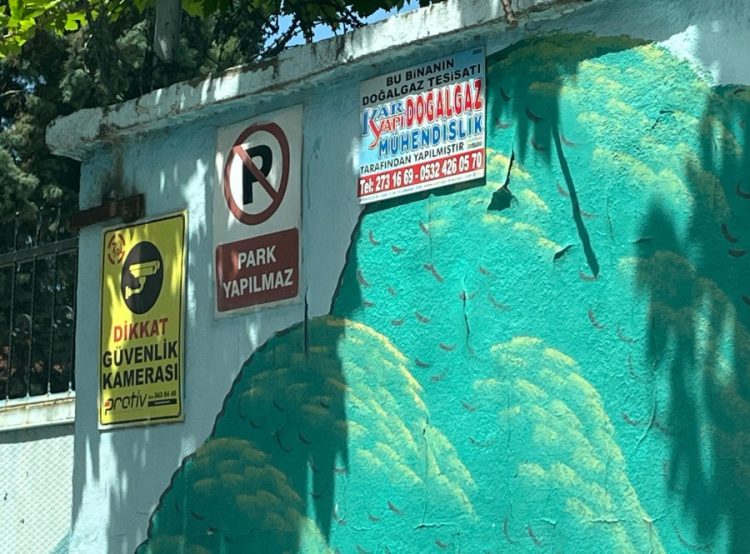 DİKKAT
GÜVENLİK
KAMERASI
protiv
P
PARK
YAPILMAZ
BU BİNANIN
DOĞALGAZ TESİSATI
KAR
YAPI
DOĞALGAZ
MÜHENDİSLİK
TARAFINDAN YAPILMIŞTIR
Tel: 273 16 69 - 0532 426 05 70